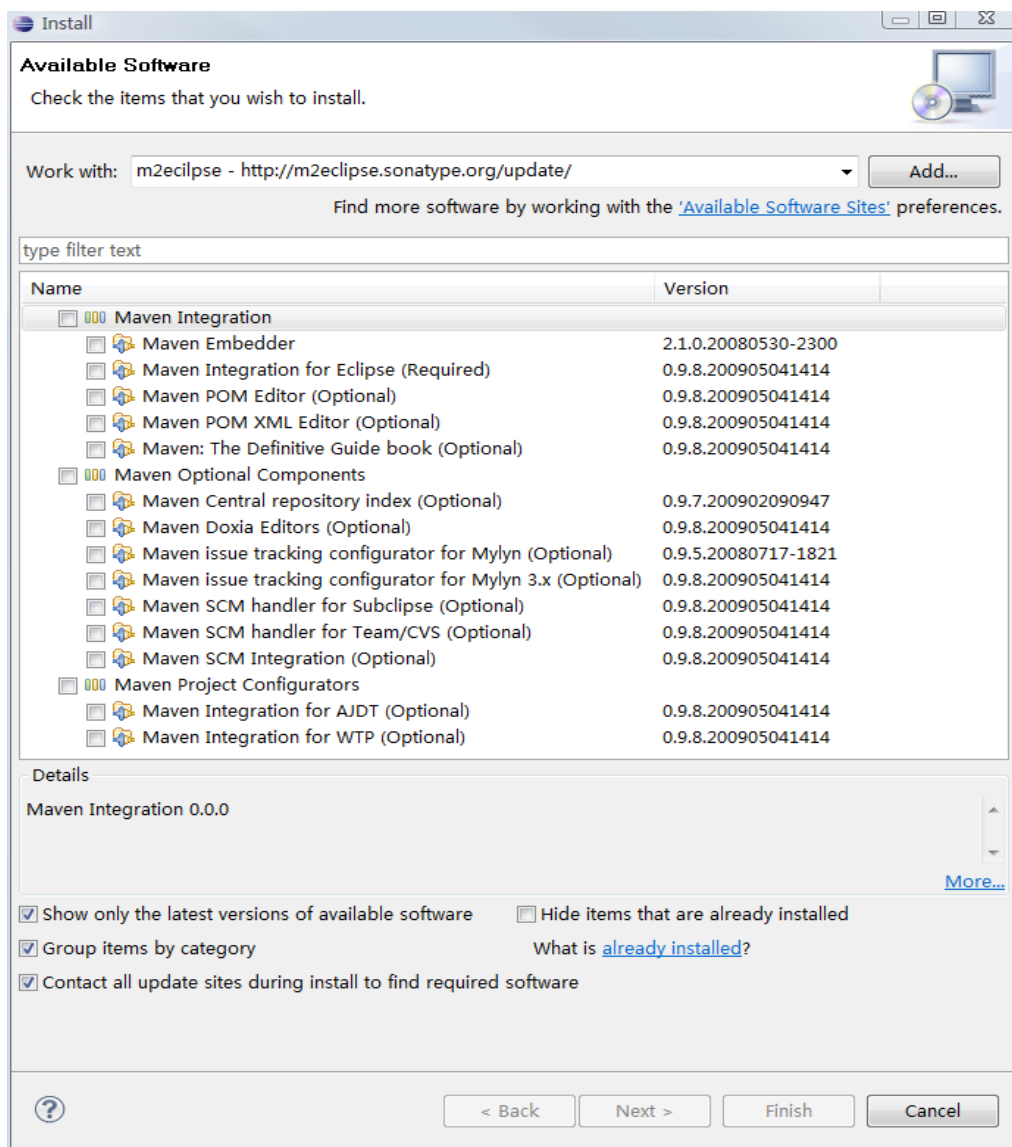 Install
Available Software
Check the items that you wish to install.
Work with: m2ecilpse - http://m2eclipse.sonatype.org/update/ Add...
Find more software by working with the 'Available Software Sites' preferences.
type filter text
Name Version
Maven Integration
Maven Embedder 2.1.0.20080530-2300
Maven Integration for Eclipse (Required) 0.9.8.200905041414
Maven POM Editor (Optional) 0.9.8.200905041414
Maven POM XML Editor (Optional) 0.9.8.200905041414
Maven: The Definitive Guide book (Optional) 0.9.8.200905041414
Maven Optional Components
Maven Central repository index (Optional) 0.9.7.200902090947
Maven Doxia Editors (Optional) 0.9.8.200905041414
Maven issue tracking configurator for Mylyn (Optional) 0.9.5.20080717-1821
Maven issue tracking configurator for Mylyn 3.x (Optional) 0.9.8.200905041414
Maven SCM handler for Subclipse (Optional) 0.9.8.200905041414
Maven SCM handler for Team/CVS (Optional) 0.9.8.200905041414
Maven SCM Integration (Optional) 0.9.8.200905041414
Maven Project Configurators
Maven Integration for AJDT (Optional) 0.9.8.200905041414
Maven Integration for WTP (Optional) 0.9.8.200905041414
Details
Maven Integration 0.0.0
More...
Show only the latest versions of available software Hide items that are already installed
Group items by category What is already installed?
Contact all update sites during install to find required software
? < Back Next > Finish Cancel